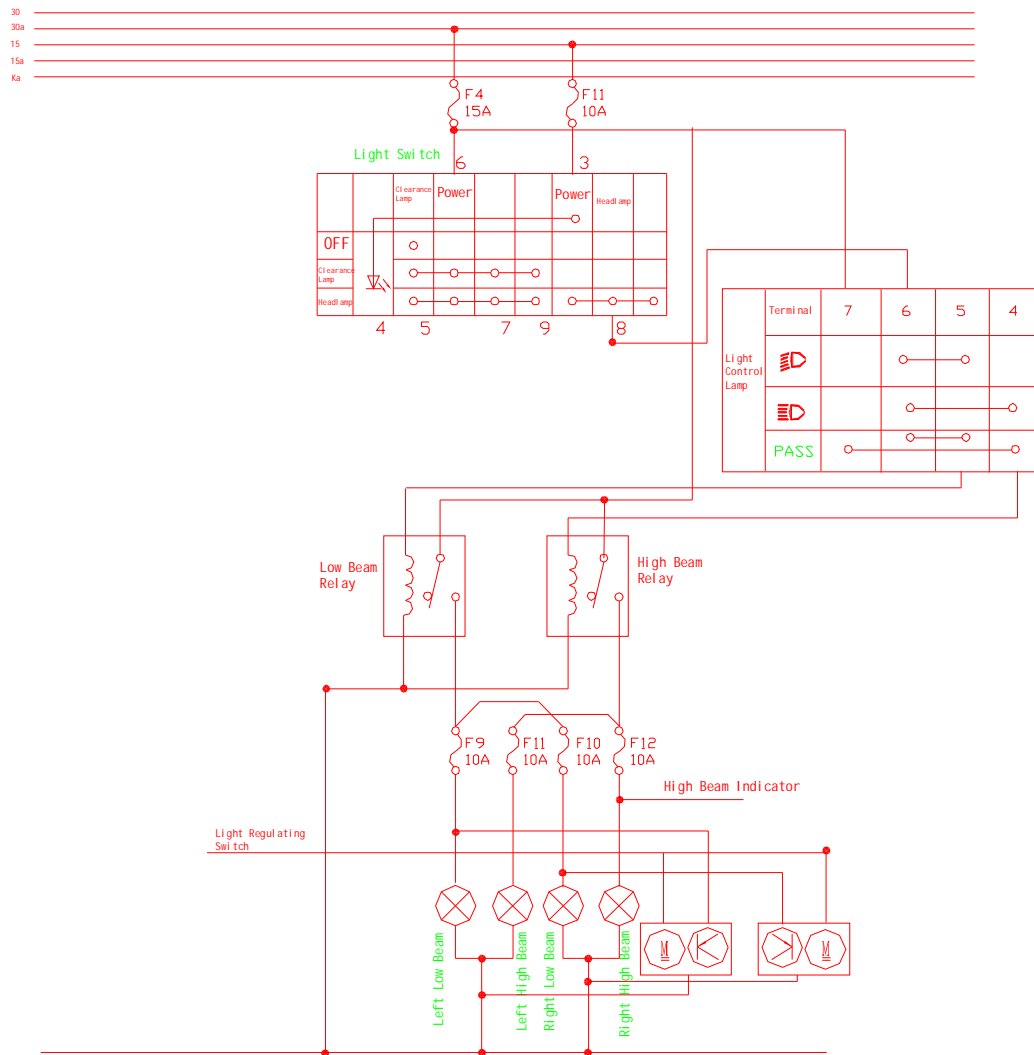 30
30a
15
15a
Ka
F4
15A
F11
10A
Light Switch
6
3
Clearance
Lamp
Power
Power
Headlamp
OFF
Clearance
Lamp
Headlamp
4
5
7
9
8
Terminal
7
6
5
4
Light
Control
Lamp
PASS
Low Beam
Relay
High Beam
Relay
F9
10A
F11
10A
F10
10A
F12
10A
High Beam Indicator
Light Regulating
Switch
M
M
Left Low Beam
Left High Beam
Right Low Beam
Right High Beam